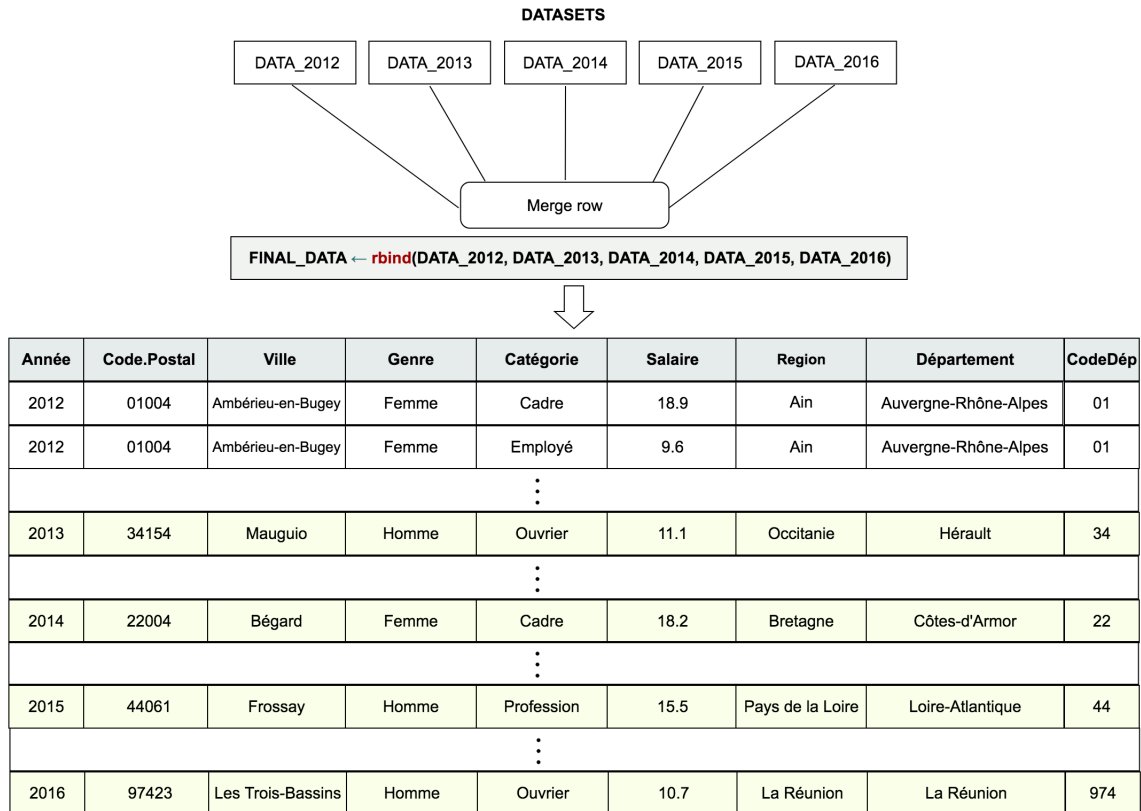 DATASETS
DATA_2012 DATA_2013 DATA_2014 DATA_2015 DATA_2016
Merge row
FINAL_DATA ← rbind(DATA_2012, DATA_2013, DATA_2014, DATA_2015, DATA_2016)
Année Code.Postal Ville Genre Catégorie Salaire Region Département CodeDép
2012 01004 Ambérieu-en-Bugey Femme Cadre 18.9 Ain Auvergne-Rhône-Alpes 01
2012 01004 Ambérieu-en-Bugey Femme Employé 9.6 Ain Auvergne-Rhône-Alpes 01
2013 34154 Mauguio Homme Ouvrier 11.1 Occitanie Hérault 34
2014 22004 Bégard Femme Cadre 18.2 Bretagne Côtes-d'Armor 22
2015 44061 Frossay Homme Profession 15.5 Pays de la Loire Loire-Atlantique 44
2016 97423 Les Trois-Bassins Homme Ouvrier 10.7 La Réunion La Réunion 974